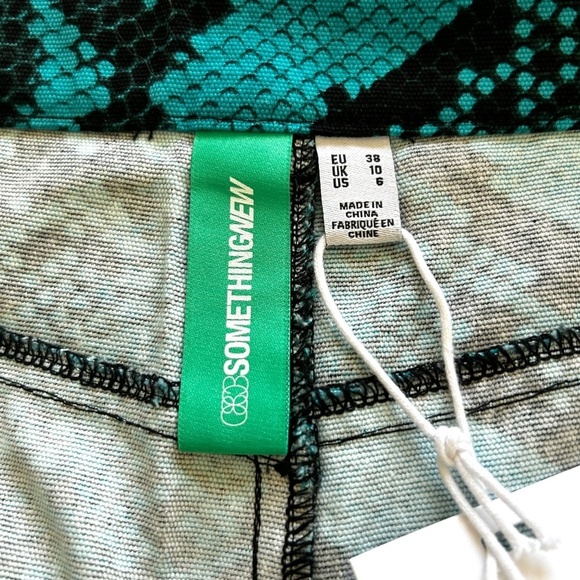 SOMETHINGNEW
EU 38
UK 10
US 6
MADE IN
CHINA
FABRIQUÉ EN
CHINE